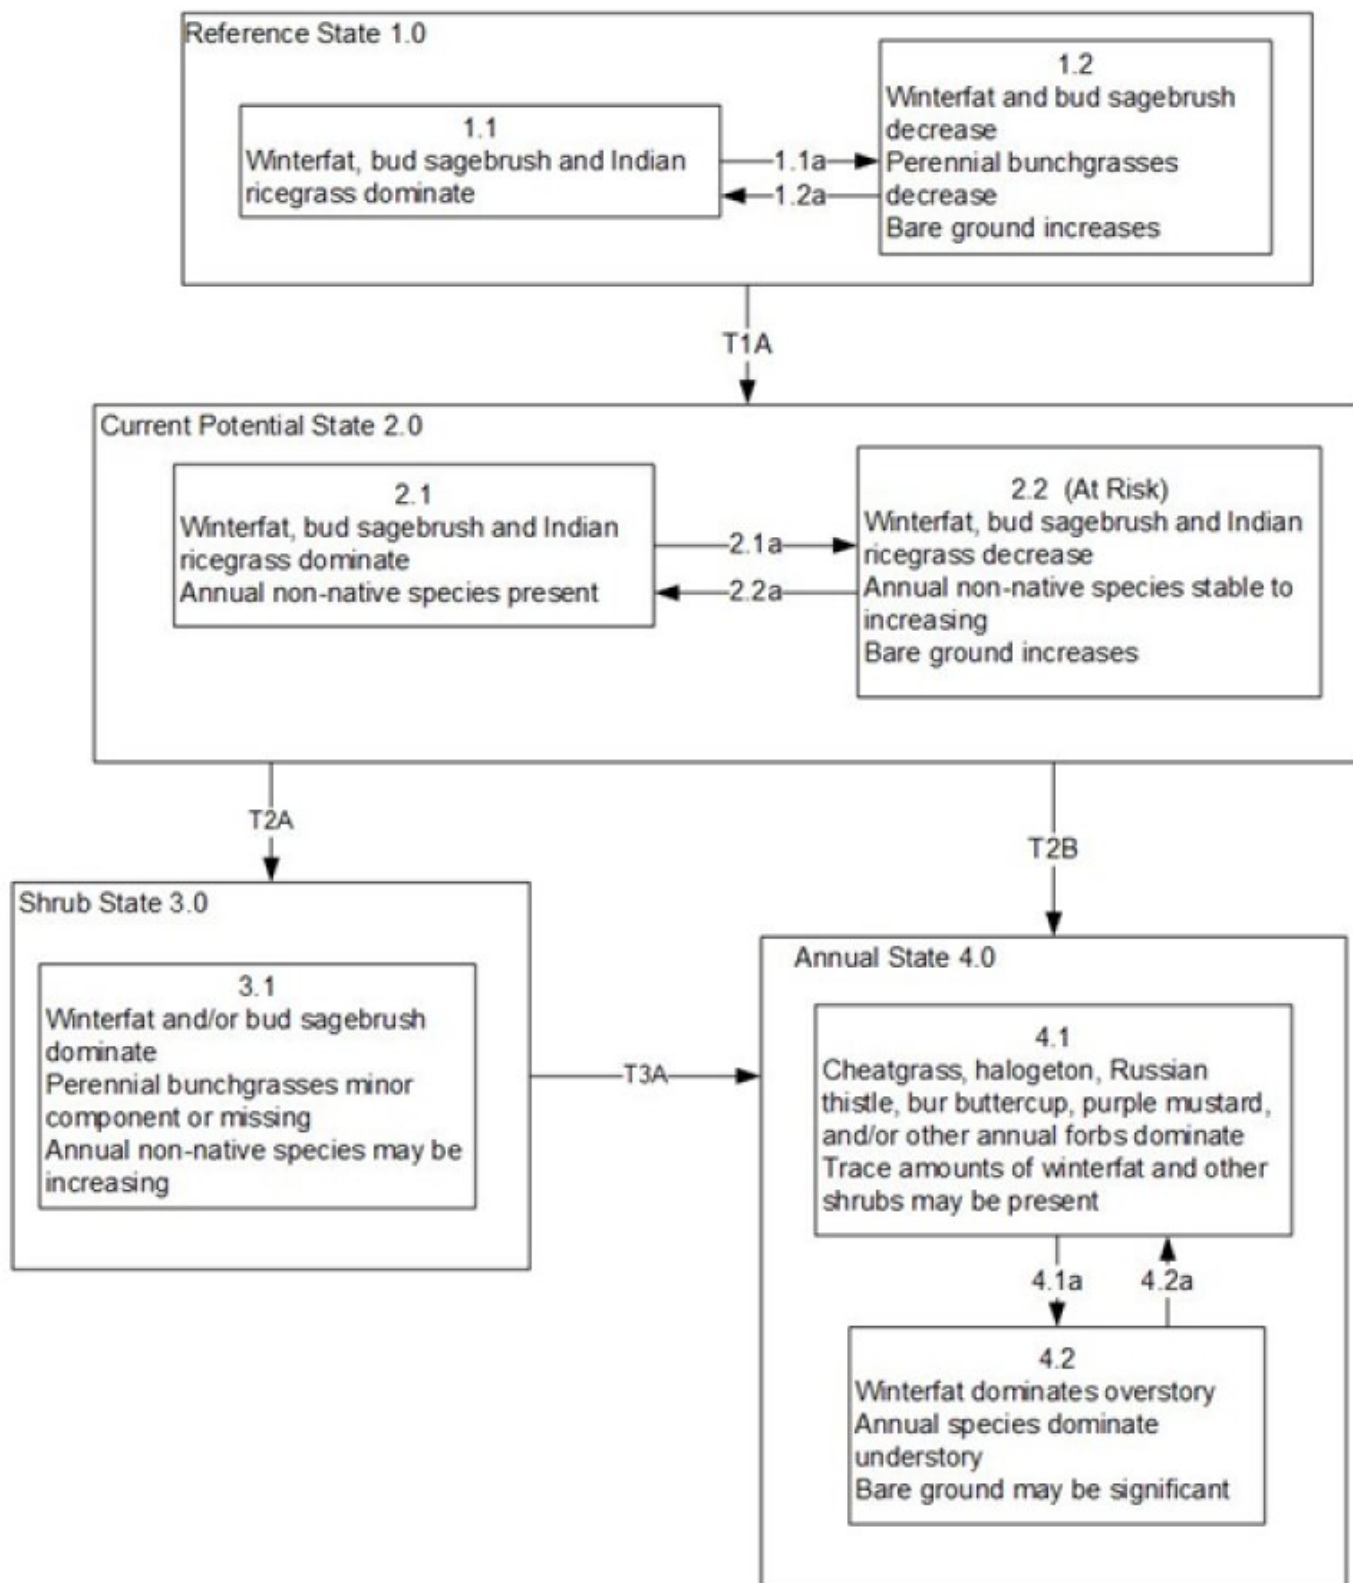 Reference State 1.0
1.1
Winterfat, bud sagebrush and Indian
ricegrass dominate
1.1a
1.2a
1.2
Winterfat and bud sagebrush
decrease
Perennial bunchgrasses
decrease
Bare ground increases
T1A
Current Potential State 2.0
2.1
Winterfat, bud sagebrush and Indian
ricegrass dominate
Annual non-native species present
2.1a
2.2a
2.2 (At Risk)
Winterfat, bud sagebrush and Indian
ricegrass decrease
Annual non-native species stable to
increasing
Bare ground increases
T2A
T2B
Shrub State 3.0
3.1
Winterfat and/or bud sagebrush
dominate
Perennial bunchgrasses minor
component or missing
Annual non-native species may be
increasing
T3A
Annual State 4.0
4.1
Cheatgrass, halogeton, Russian
thistle, bur buttercup, purple mustard,
and/or other annual forbs dominate
Trace amounts of winterfat and other
shrubs may be present
4.1a
4.2a
4.2
Winterfat dominates overstory
Annual species dominate
understory
Bare ground may be significant